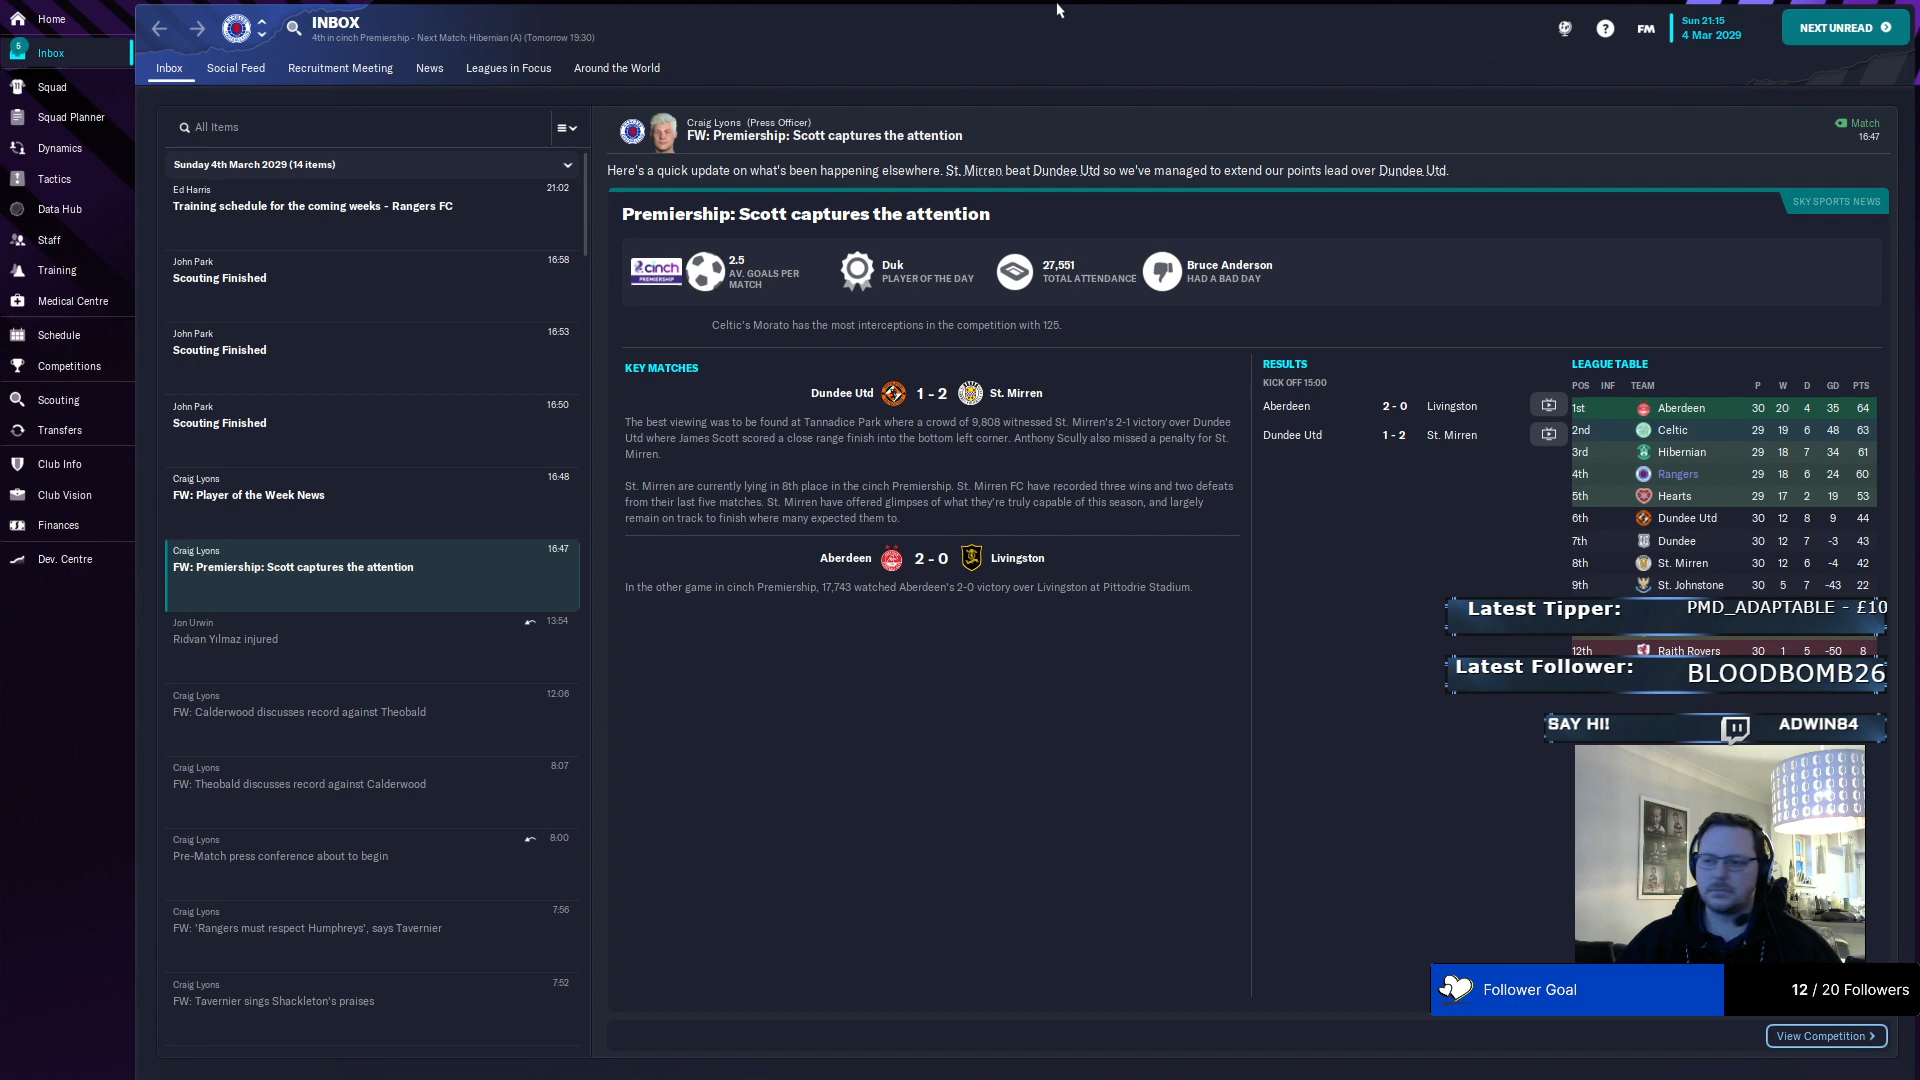 Home
5
Inbox
Squad
Squad Planner
Dynamics
Tactics
Data Hub
Staff
Training
Medical Centre
Schedule
Competitions
Scouting
Transfers
Club Info
Club Vision
Finances
Dev. Centre
INBOX
4th in cinch Premiership - Next Match: Hibernian (A) (Tomorrow 19:30)
FM
Sun 21:15
4 Mar 2029
NEXT UNREAD
Inbox
Social Feed
Recruitment Meeting
News
Leagues in Focus
Around the World
All Items
Sunday 4th March 2029 (14 items)
Ed Harris 21:02
Training schedule for the coming weeks - Rangers FC
John Park 16:58
Scouting Finished
John Park 16:53
Scouting Finished
John Park 16:50
Scouting Finished
Craig Lyons 16:48
FW: Player of the Week News
Craig Lyons 16:47
FW: Premiership: Scott captures the attention
Jon Urwin 13:54
Rıdvan Yılmaz injured
Craig Lyons 12:06
FW: Calderwood discusses record against Theobald
Craig Lyons 8:07
FW: Theobald discusses record against Calderwood
Craig Lyons 8:00
Pre-Match press conference about to begin
Craig Lyons 7:56
FW: 'Rangers must respect Humphreys', says Tavernier
Craig Lyons 7:52
FW: Tavernier sings Shackleton's praises
Craig Lyons (Press Officer)
FW: Premiership: Scott captures the attention
Match
16:47
Here's a quick update on what's been happening elsewhere. St. Mirren beat Dundee Utd so we've managed to extend our points lead over Dundee Utd.
SKY SPORTS NEWS
Premiership: Scott captures the attention
cinch
PREMIERSHIP
2.5
AV. GOALS PER
MATCH
Duk
PLAYER OF THE DAY
27,551
TOTAL ATTENDANCE
Bruce Anderson
HAD A BAD DAY
Celtic's Morato has the most interceptions in the competition with 125.
KEY MATCHES
Dundee Utd 1 - 2 St. Mirren
The best viewing was to be found at Tannadice Park where a crowd of 9,808 witnessed St. Mirren's 2-1 victory over Dundee
Utd where James Scott scored a close range finish into the bottom left corner. Anthony Scully also missed a penalty for St.
Mirren.
St. Mirren are currently lying in 8th place in the cinch Premiership. St. Mirren FC have recorded three wins and two defeats
from their last five matches. St. Mirren have offered glimpses of what they're truly capable of this season, and largely
remain on track to finish where many expected them to.
Aberdeen 2 - 0 Livingston
In the other game in cinch Premiership, 17,743 watched Aberdeen's 2-0 victory over Livingston at Pittodrie Stadium.
RESULTS
KICK OFF 15:00
Aberdeen 2 - 0 Livingston
Dundee Utd 1 - 2 St. Mirren
LEAGUE TABLE
POS INF TEAM P W D GD PTS
1st Aberdeen 30 20 4 35 64
2nd Celtic 29 19 6 48 63
3rd Hibernian 29 18 7 34 61
4th Rangers 29 18 6 24 60
5th Hearts 29 17 2 19 53
6th Dundee Utd 30 12 8 9 44
7th Dundee 30 12 7 -3 43
8th St. Mirren 30 12 6 -4 42
9th St. Johnstone 30 5 7 -43 22
Latest Tipper: PMD_ADAPTABLE - £10
12th Raith Rovers 30 1 5 -50 8
Latest Follower: BLOODBOMB26
SAY HI! ADWIN84
Follower Goal 12 / 20 Followers
View Competition